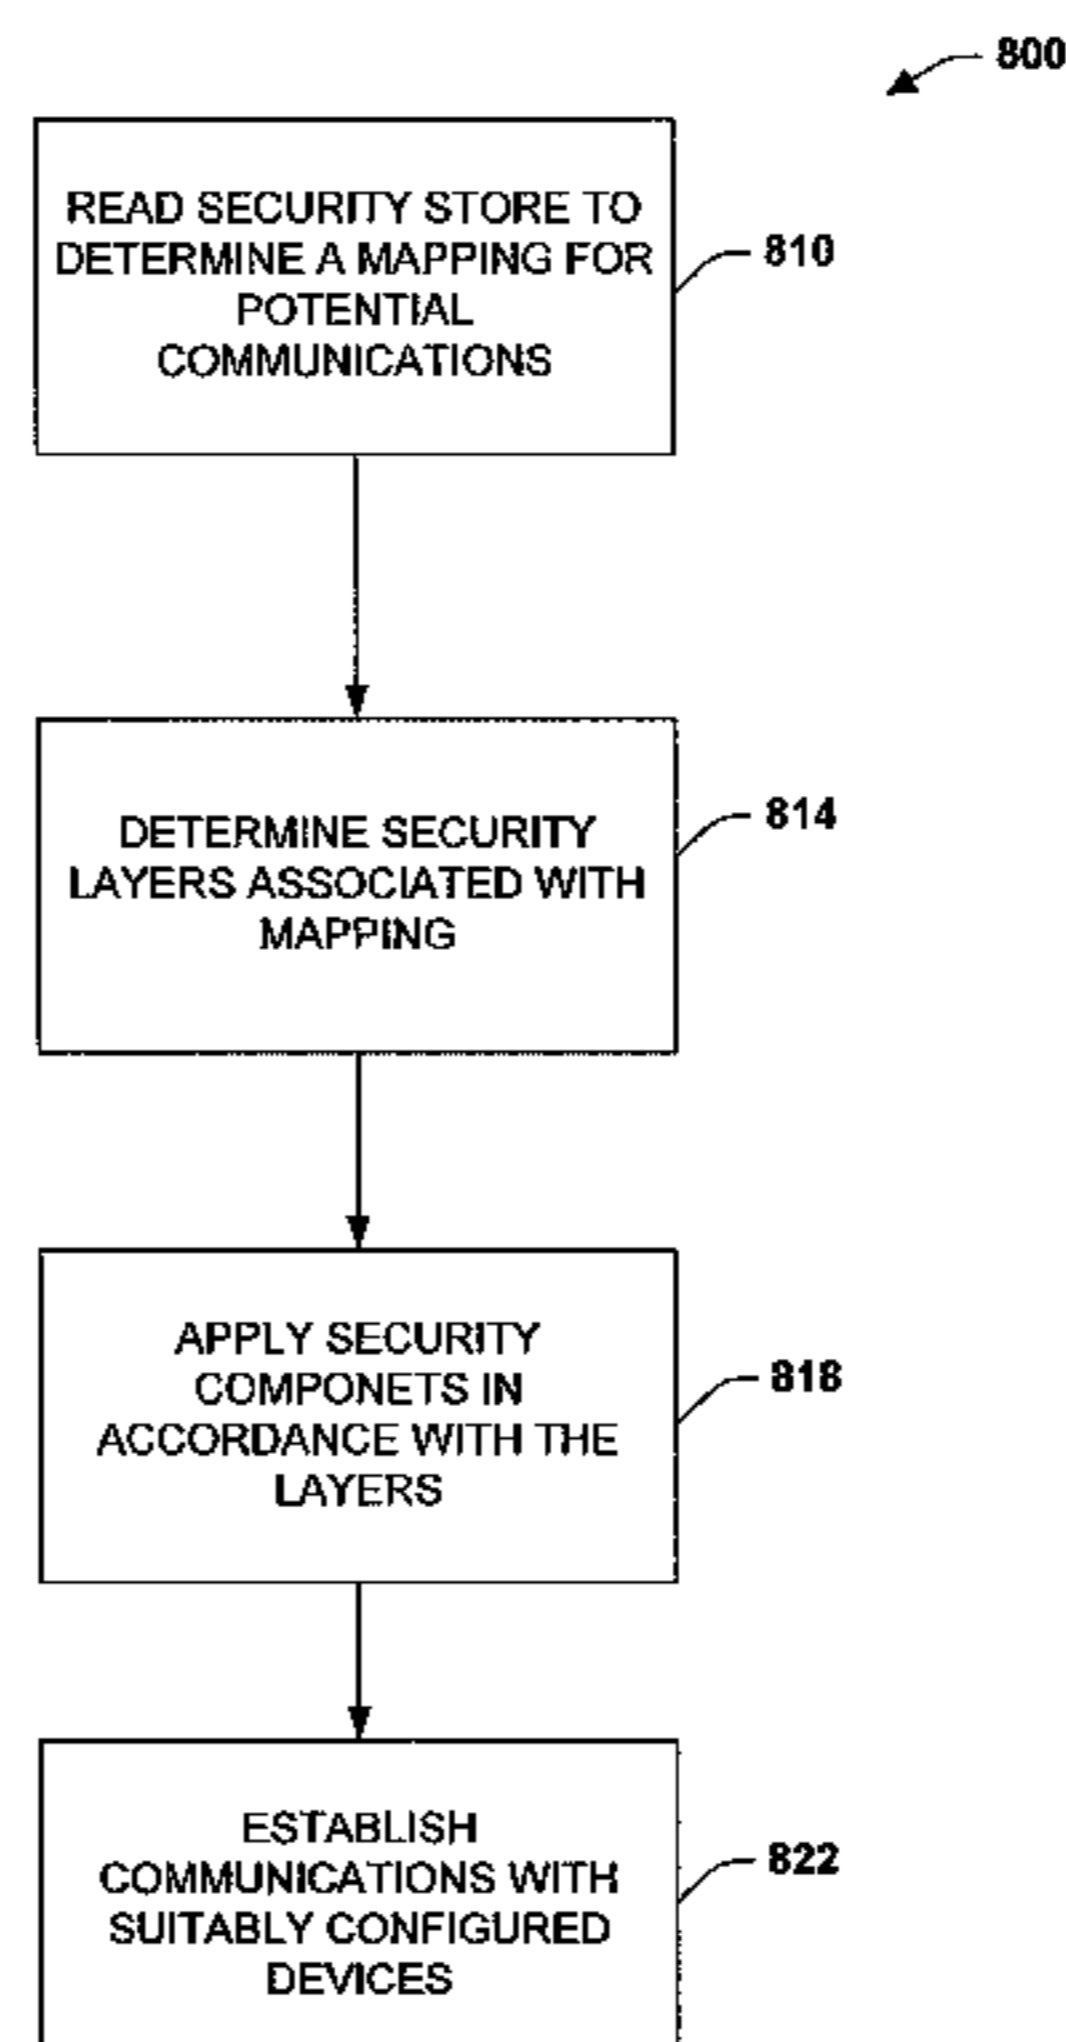 800
READ SECURITY STORE TO
DETERMINE A MAPPING FOR
POTENTIAL
COMMUNICATIONS
810
DETERMINE SECURITY
LAYERS ASSOCIATED WITH
MAPPING
814
APPLY SECURITY
COMPONETS IN
ACCORDANCE WITH THE
LAYERS
818
ESTABLISH
COMMUNICATIONS WITH
SUITABLY CONFIGURED
DEVICES
822